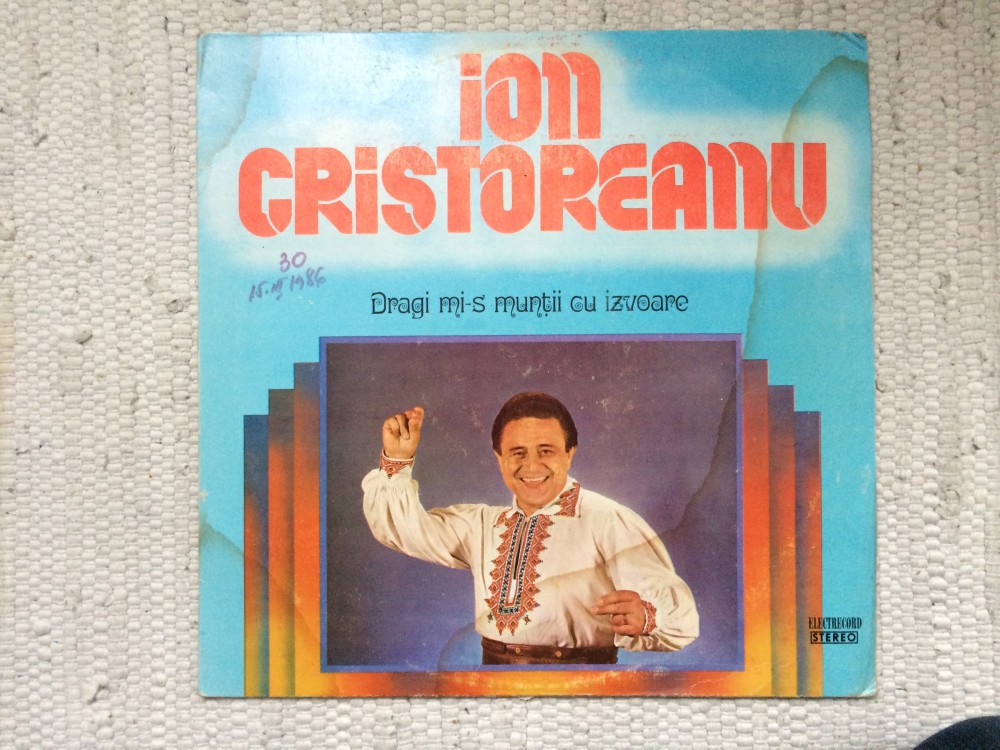 ion
CRISTOREANU
30
15.VI 1986
Dragi mi-s munții cu izvoare
ELECTRECORD
STEREO